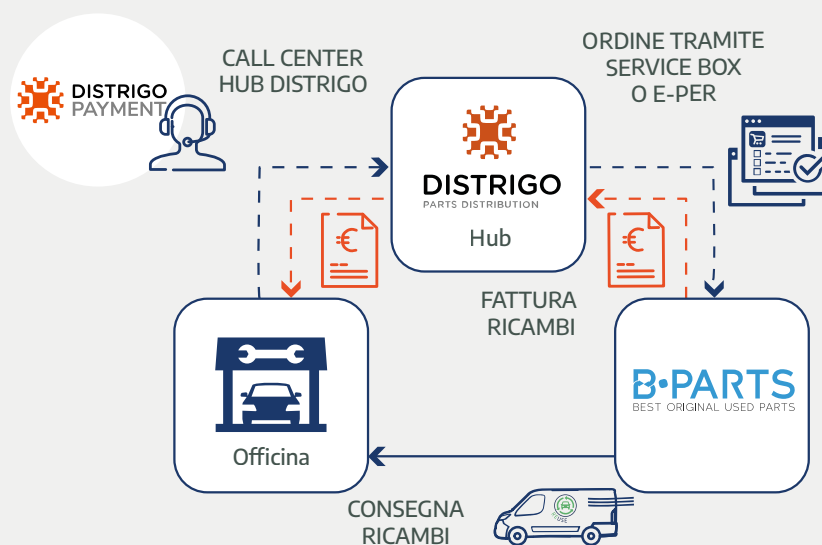 DISTRIGO
PAYMENT
CALL CENTER
HUB DISTRIGO
ORDINE TRAMITE
SERVICE BOX
O E-PER
DISTRIGO
PARTS DISTRIBUTION
Hub
€
€
FATTURA
RICAMBI
Officina
B•PARTS
BEST ORIGINAL USED PARTS
CONSEGNA
RICAMBI
REUSE